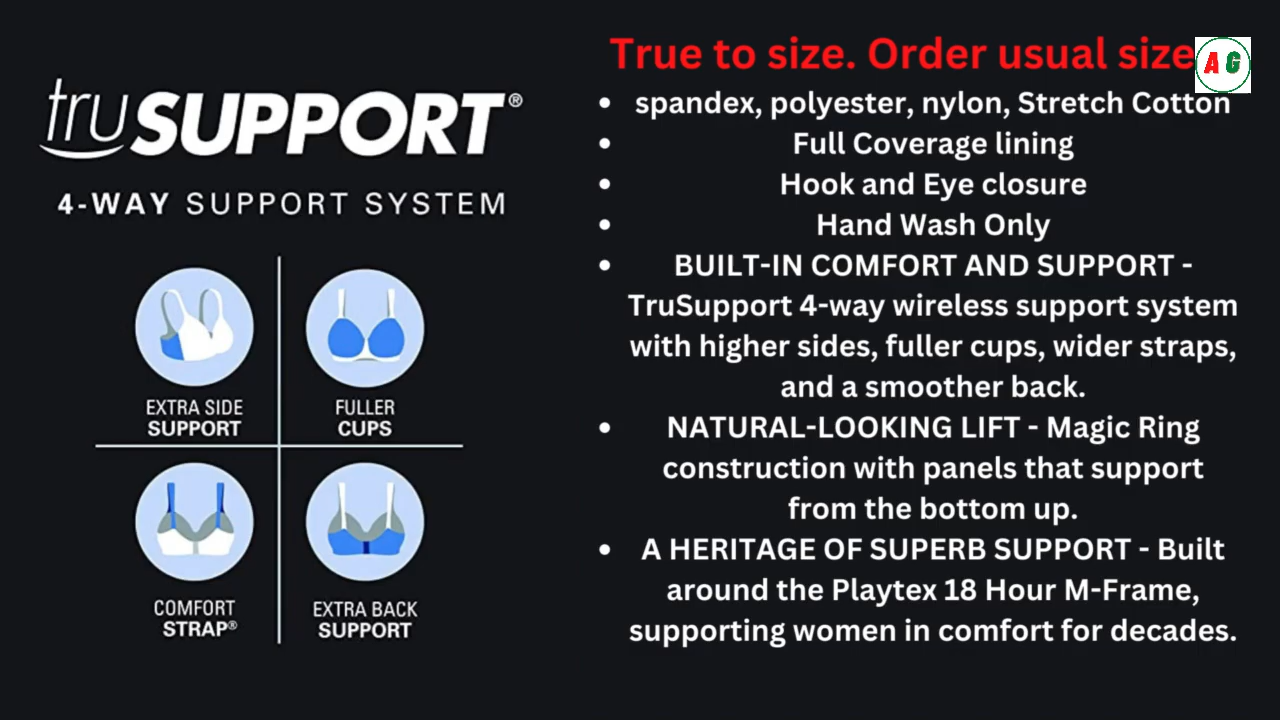 truSUPPORT®
4-WAY SUPPORT SYSTEM
EXTRA SIDE
SUPPORT
FULLER
CUPS
COMFORT
STRAP®
EXTRA BACK
SUPPORT
True to size. Order usual size
A G
• spandex, polyester, nylon, Stretch Cotton
• Full Coverage lining
• Hook and Eye closure
• Hand Wash Only
• BUILT-IN COMFORT AND SUPPORT -
TruSupport 4-way wireless support system
with higher sides, fuller cups, wider straps,
and a smoother back.
• NATURAL-LOOKING LIFT - Magic Ring
construction with panels that support
from the bottom up.
• A HERITAGE OF SUPERB SUPPORT - Built
around the Playtex 18 Hour M-Frame,
supporting women in comfort for decades.